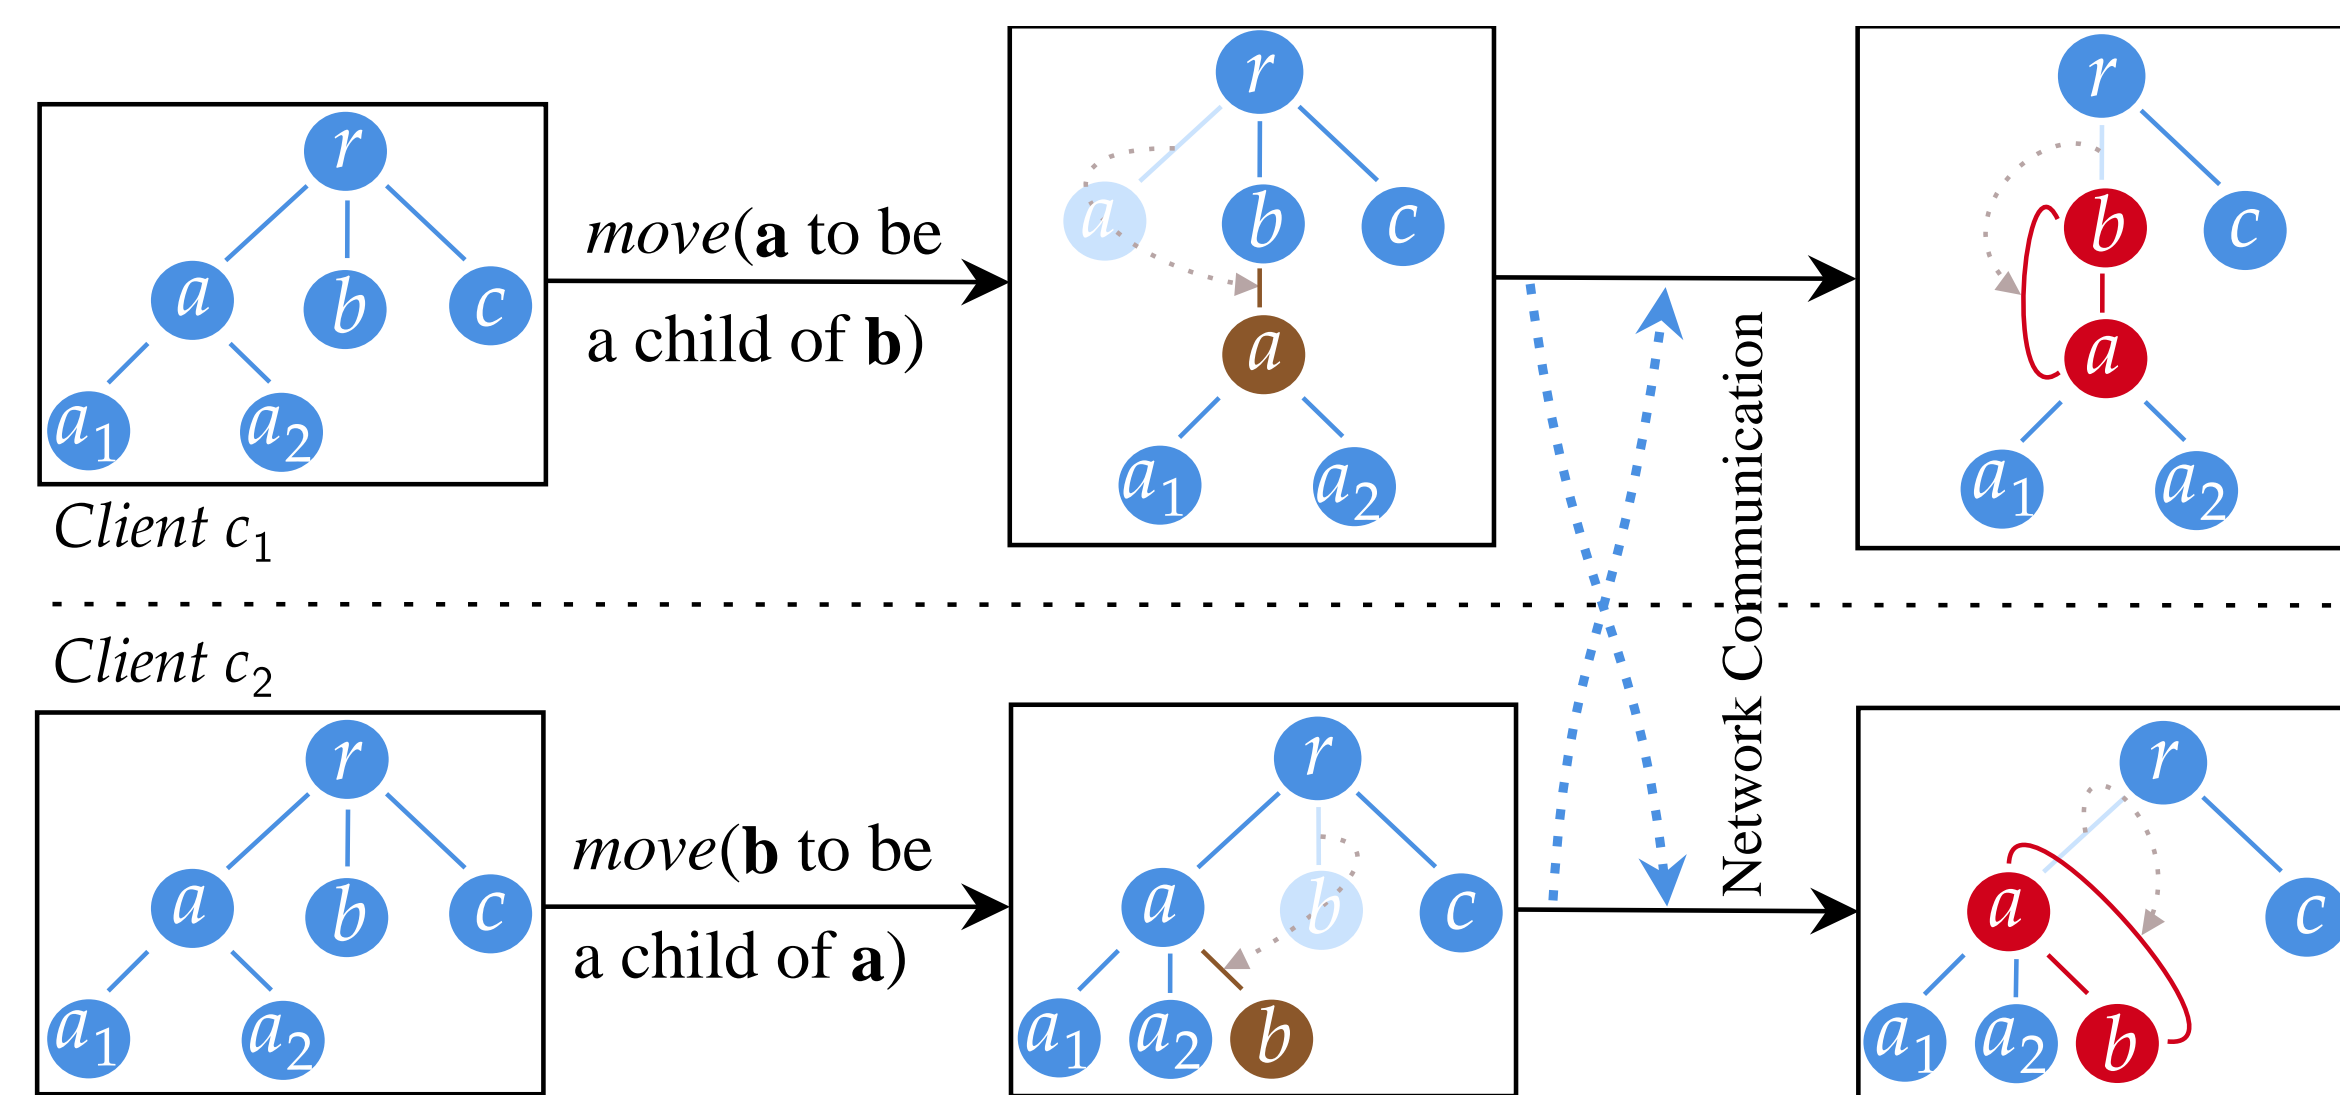 r
a b c
a1 a2
Client c1
move(a to be
a child of b)
r
a b c
a
a1 a2
Network Communication
r
b c
a
a1 a2
Client c2
r
a b c
a1 a2
move(b to be
a child of a)
r
a b c
a1 a2 b
r
a c
a1 a2 b